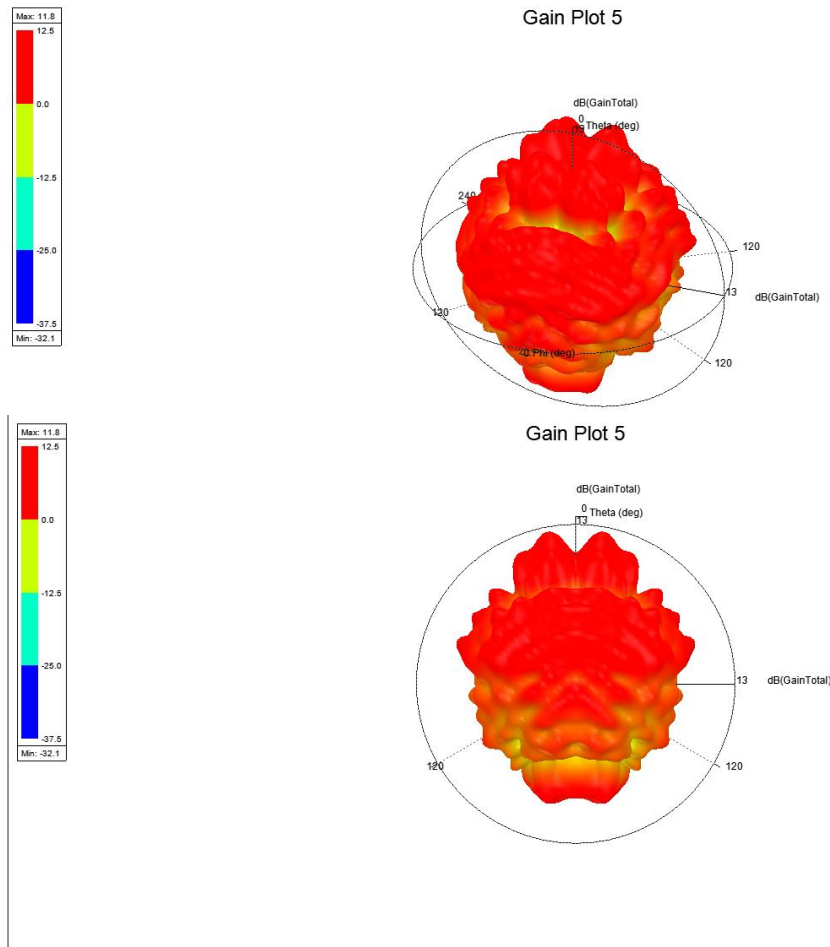 Gain Plot 5
Max: 11.8
12.5
0.0
-12.5
-25.0
-37.5
Min: -32.1
dB(GainTotal)
0
13 Theta (deg)
240
120
13
dB(GainTotal)
120
120
0 Phi (deg)
Gain Plot 5
Max: 11.8
12.5
0.0
-12.5
-25.0
-37.5
Min: -32.1
dB(GainTotal)
0
Theta (deg)
13
13 dB(GainTotal)
120
120